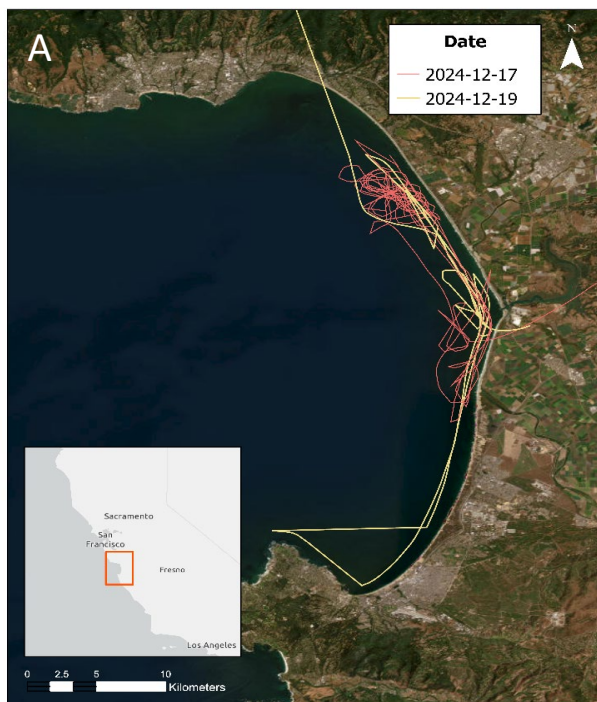 A
Date
2024-12-17
2024-12-19
N
Sacramento
San
Francisco
Fresno
Los Angeles
0 2.5 5 10
Kilometers